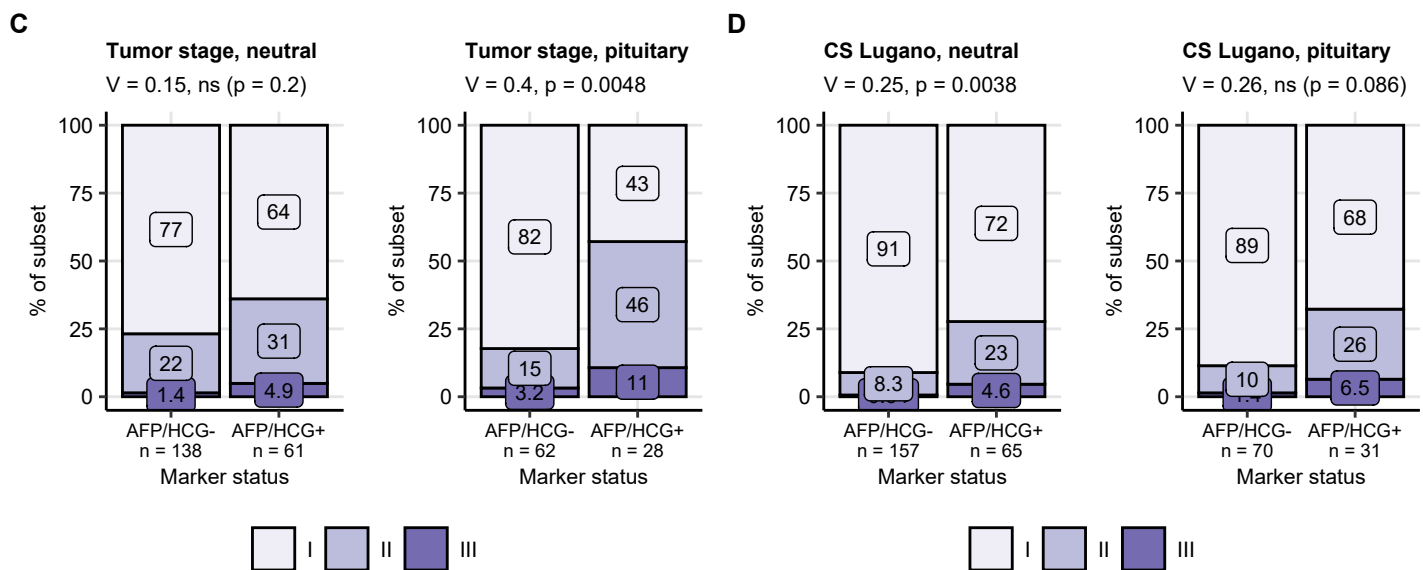 C
Tumor stage, neutral
V = 0.15, ns (p = 0.2)
% of subset
100
75
50
25
0
77
22
1.4
64
31
4.9
AFP/HCG-
n = 138
AFP/HCG+
n = 61
Marker status
Tumor stage, pituitary
V = 0.4, p = 0.0048
% of subset
100
75
50
25
0
82
15
3.2
43
46
11
AFP/HCG-
n = 62
AFP/HCG+
n = 28
Marker status
I
II
III
D
CS Lugano, neutral
V = 0.25, p = 0.0038
% of subset
100
75
50
25
0
91
8.3
72
23
4.6
AFP/HCG-
n = 157
AFP/HCG+
n = 65
Marker status
CS Lugano, pituitary
V = 0.26, ns (p = 0.086)
% of subset
100
75
50
25
0
89
10
68
26
6.5
AFP/HCG-
n = 70
AFP/HCG+
n = 31
Marker status
I
II
III